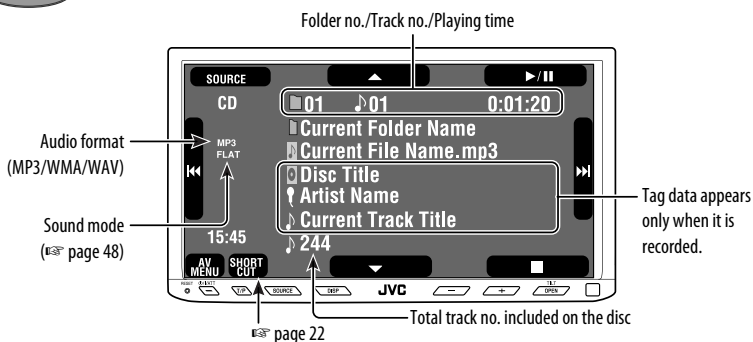 Folder no./Track no./Playing time
SOURCE
CD
01 01 0:01:20
Current Folder Name
Audio format
(MP3/WMA/WAV)
MP3
FLAT
Current File Name.mp3
Disc Title
Artist Name
Current Track Title
Tag data appears
only when it is
recorded.
Sound mode
(☞ page 48)
15:45
244
AV
MENU
SHORT
CUT
RESET
T/P
SOURCE
DISP
JVC
TILT
OPEN
☞ page 22
Total track no. included on the disc